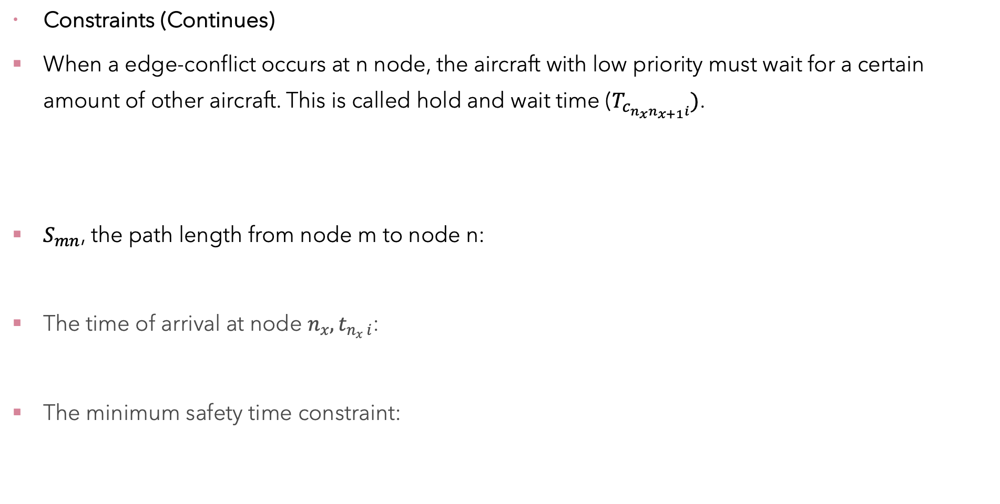 • Constraints (Continues)
▪ When a edge-conflict occurs at n node, the aircraft with low priority must wait for a certain
amount of other aircraft. This is called hold and wait time (𝑇_{𝑐_{𝑛_𝑥𝑛_{𝑥+1}𝑖}}).
▪ 𝑆_{𝑚𝑛}, the path length from node m to node n:
▪ The time of arrival at node 𝑛_𝑥, 𝑡_{𝑛_𝑥 𝑖}:
▪ The minimum safety time constraint: